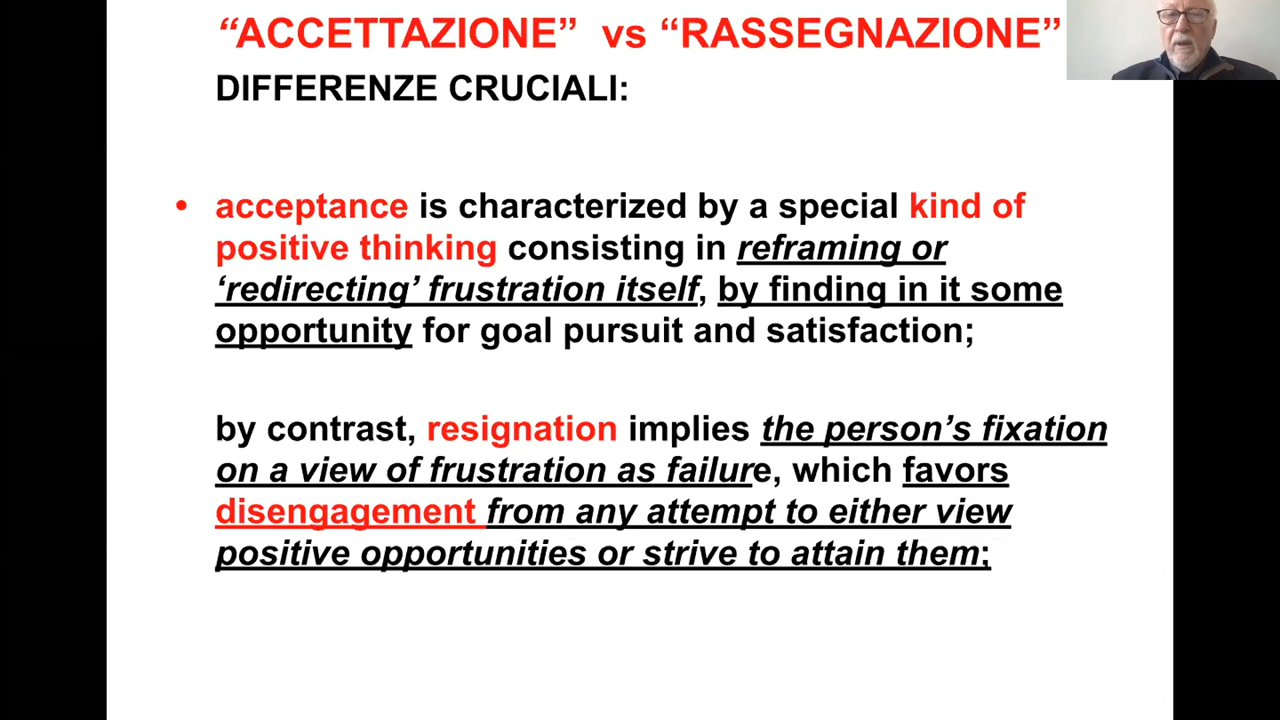 “ACCETTAZIONE” vs “RASSEGNAZIONE”
DIFFERENZE CRUCIALI:
• acceptance is characterized by a special kind of
positive thinking consisting in reframing or
‘redirecting’ frustration itself, by finding in it some
opportunity for goal pursuit and satisfaction;
by contrast, resignation implies the person’s fixation
on a view of frustration as failure, which favors
disengagement from any attempt to either view
positive opportunities or strive to attain them;